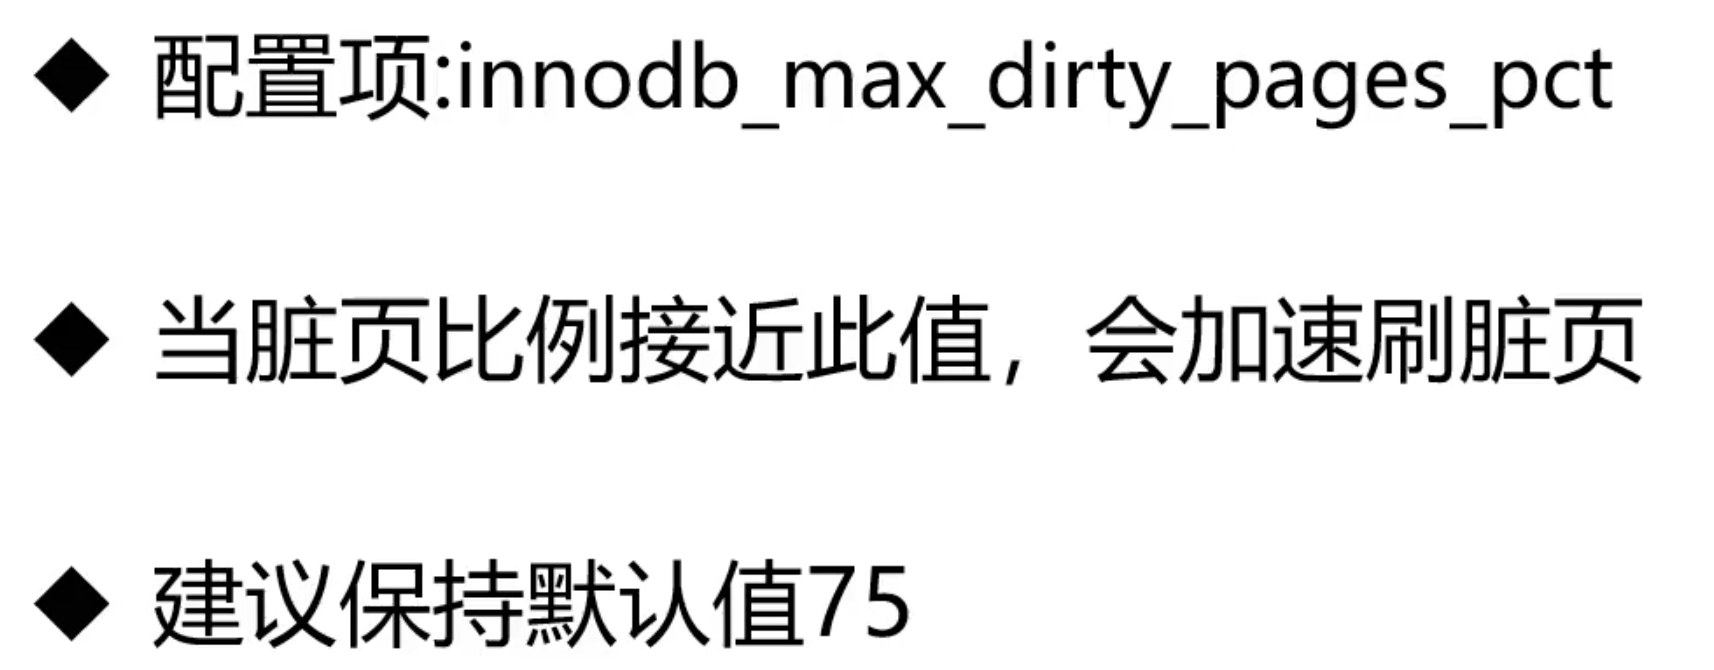 ◆ 配置项:innodb_max_dirty_pages_pct
◆ 当脏页比例接近此值，会加速刷脏页
◆ 建议保持默认值75